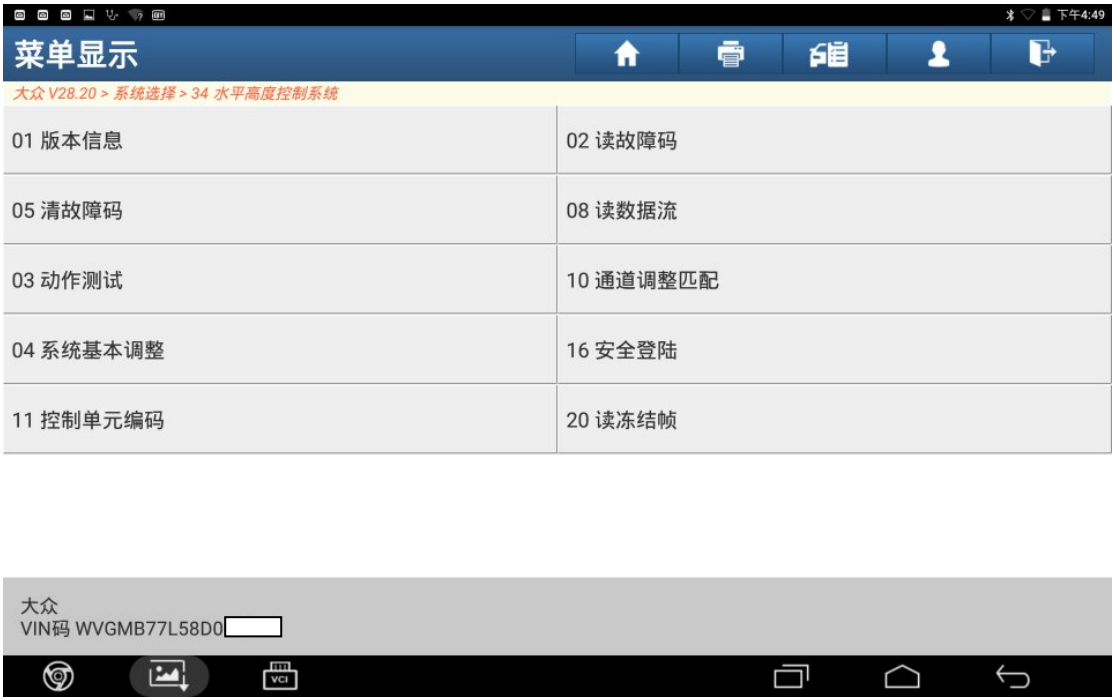 下午4:49
菜单显示
大众 V28.20 > 系统选择 > 34 水平高度控制系统
01 版本信息
02 读故障码
05 清故障码
08 读数据流
03 动作测试
10 通道调整匹配
04 系统基本调整
16 安全登陆
11 控制单元编码
20 读冻结帧
大众
VIN码 WVGMB77L58D0
VCI